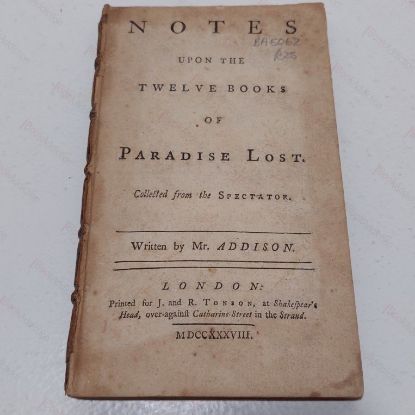 NOTES
UPON THE
TWELVE BOOKS
OF
PARADISE LOST.
Collected from the SPECTATOR.
Written by Mr. ADDISON.
LONDON:
Printed for J. and R. TONSON, at Shakespear's
Head, over-against Catharine-Street in the Strand.
MDCCXXXVIII.